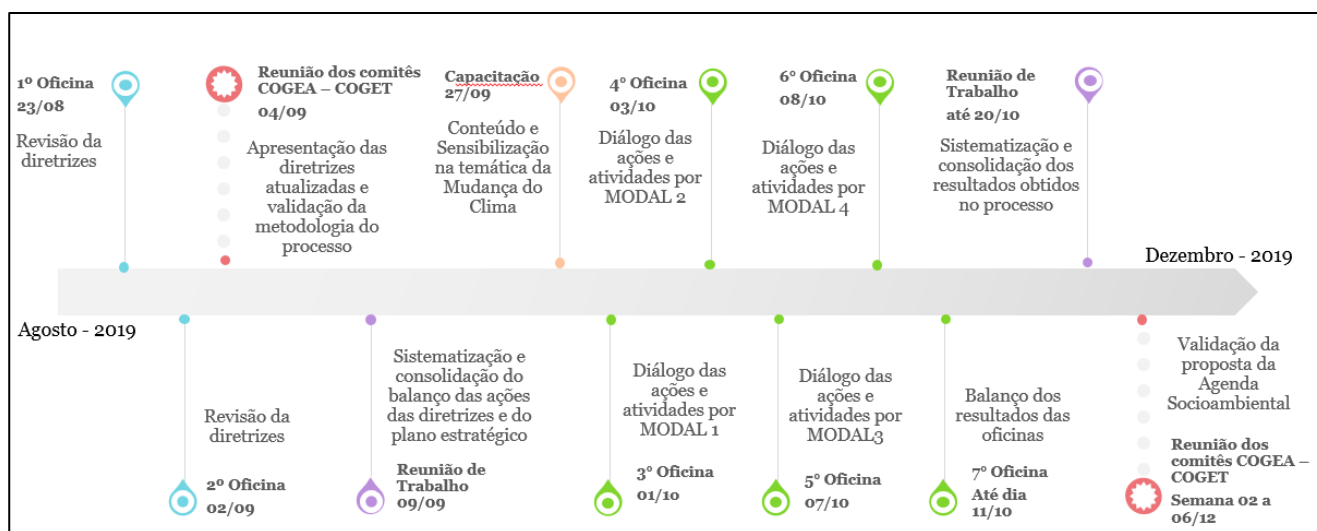 1º Oficina
23/08
Revisão da
diretrizes
Reunião dos comitês
COGEA – COGET
04/09
Apresentação das
diretrizes
atualizadas e
validação da
metodologia do
processo
Capacitação
27/09
Conteúdo e
Sensibilização
na temática da
Mudança do
Clima
4° Oficina
03/10
Diálogo das
ações e
atividades por
MODAL 2
6° Oficina
08/10
Diálogo das
ações e
atividades por
MODAL 4
Reunião de
Trabalho
até 20/10
Sistematização e
consolidação dos
resultados obtidos
no processo
Dezembro - 2019
Agosto - 2019
Revisão da
diretrizes
2º Oficina
02/09
Sistematização e
consolidação do
balanço das ações
das diretrizes e do
plano estratégico
Reunião de
Trabalho
09/09
Diálogo das
ações e
atividades por
MODAL 1
3° Oficina
01/10
Diálogo das
ações e
atividades por
MODAL3
5° Oficina
07/10
Balanço dos
resultados das
oficinas
7° Oficina
Até dia
11/10
Validação da
proposta da
Agenda
Socioambiental
Reunião dos
comitês COGEA –
COGET
Semana 02 a
06/12